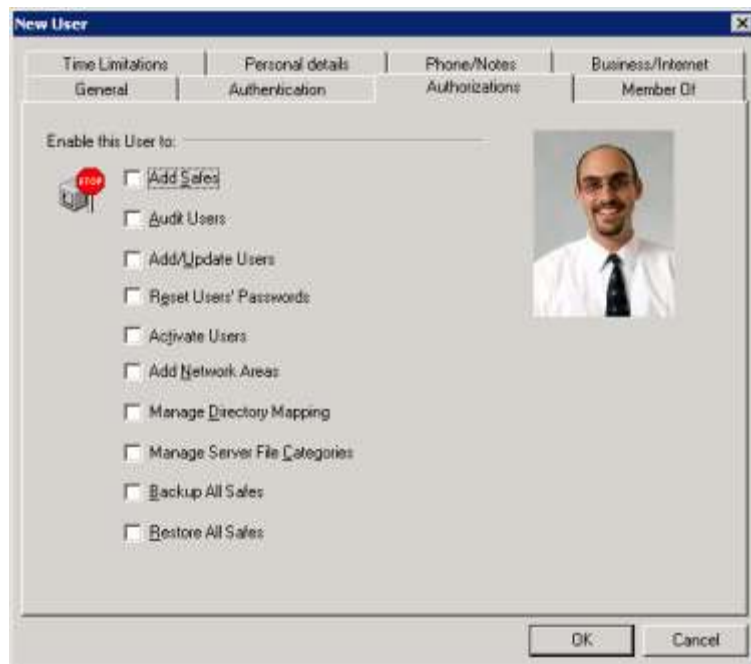 New User
Time Limitations Personal details Phone/Notes Business/Internet
General Authentication Authorizations Member Of
Enable this User to:
STOP
Add Safes
Audit Users
Add/Update Users
Reset Users' Passwords
Activate Users
Add Network Areas
Manage Directory Mapping
Manage Server File Categories
Backup All Safes
Restore All Safes
OK Cancel